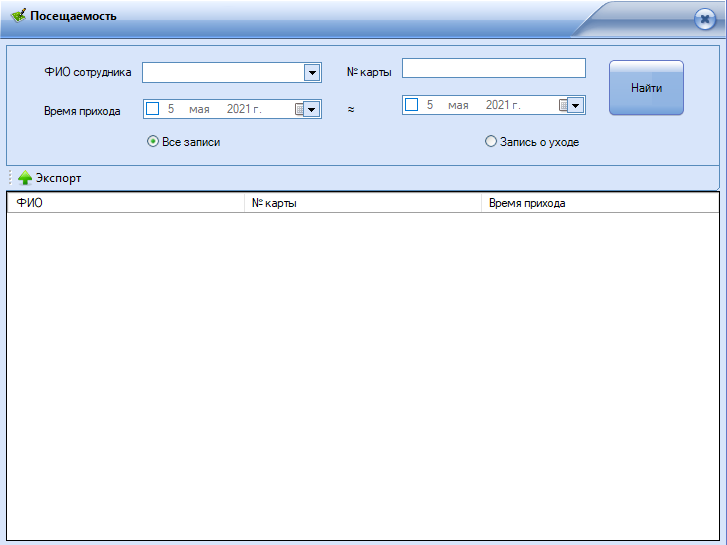 Посещаемость
ФИО сотрудника
№ карты
Найти
Время прихода 5 мая 2021 г. ≈ 5 мая 2021 г.
Все записи
Запись о уходе
Экспорт
ФИО № карты Время прихода